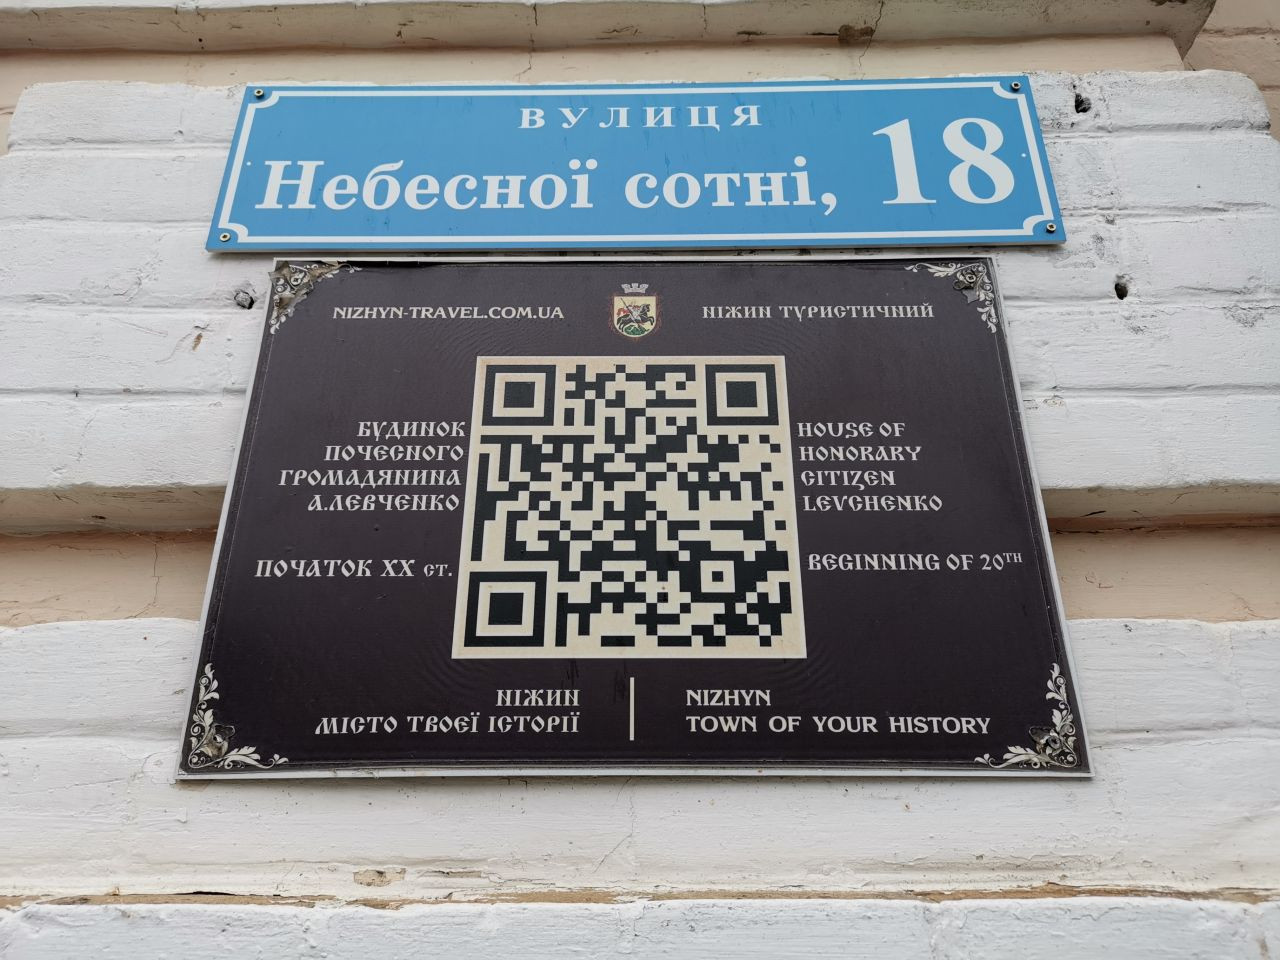 ВУЛИЦЯ
Небесної сотні, 18
NIZHYN-TRAVEL.COM.UA
НІЖИН ТУРИСТИЧНИЙ
БУДИНОК
ПОЧЕСНОГО
ГРОМАДЯНИНА
А.ЛЕВЧЕНКО
ПОЧАТОК XX ст.
HOUSE OF
HONORARY
CITIZEN
LEVCHENKO
BEGINNING OF 20TH
НІЖИН
МІСТО ТВОЄЇ ІСТОРІЇ
NIZHYN
TOWN OF YOUR HISTORY